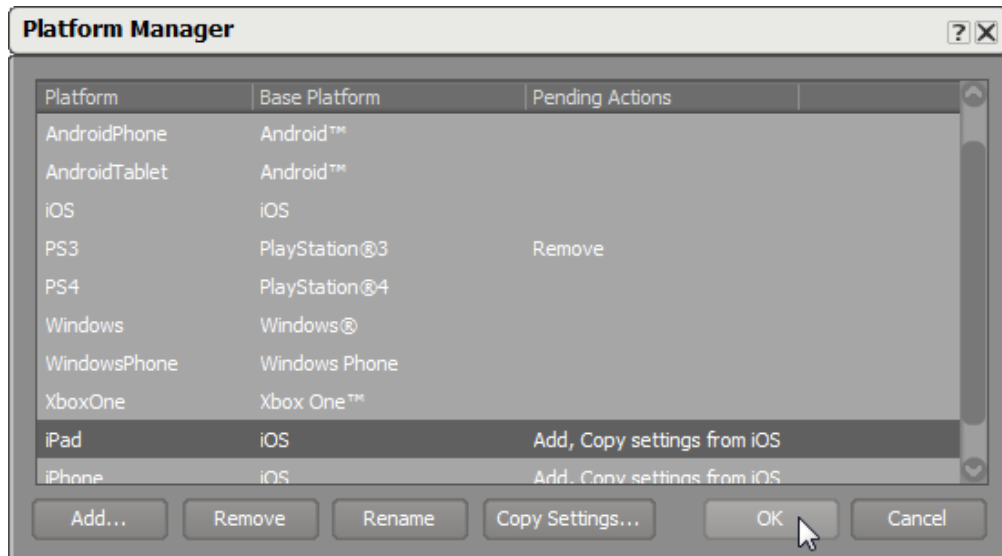 Platform Manager
?
Platform Base Platform Pending Actions
AndroidPhone Android™
AndroidTablet Android™
iOS iOS
PS3 PlayStation®3 Remove
PS4 PlayStation®4
Windows Windows®
WindowsPhone Windows Phone
XboxOne Xbox One™
iPad iOS Add, Copy settings from iOS
iPhone iOS Add, Copy settings from iOS
Add... Remove Rename Copy Settings... OK Cancel